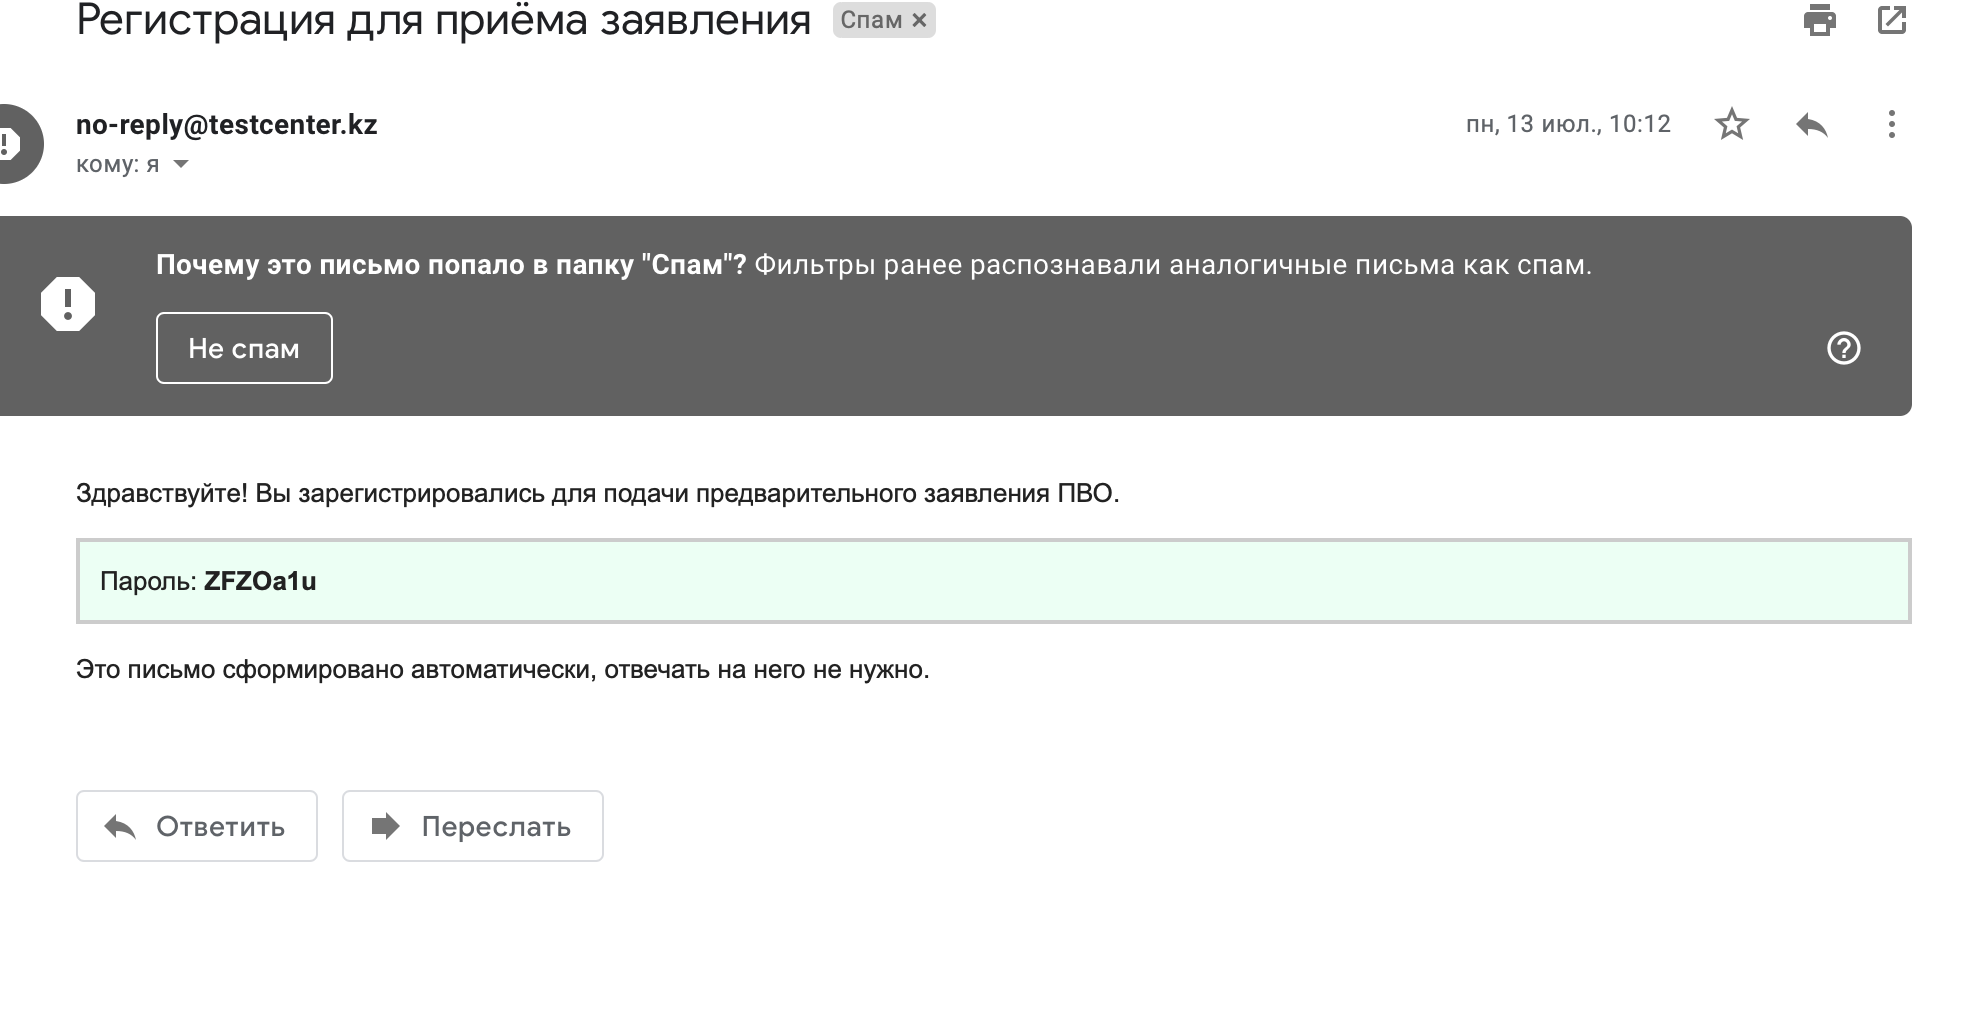 Регистрация для приёма заявления Спам ×
no-reply@testcenter.kz пн, 13 июл., 10:12
кому: я
Почему это письмо попало в папку "Спам"? Фильтры ранее распознавали аналогичные письма как спам.
Не спам
Здравствуйте! Вы зарегистрировались для подачи предварительного заявления ПВО.
Пароль: ZFZOa1u
Это письмо сформировано автоматически, отвечать на него не нужно.
Ответить Переслать